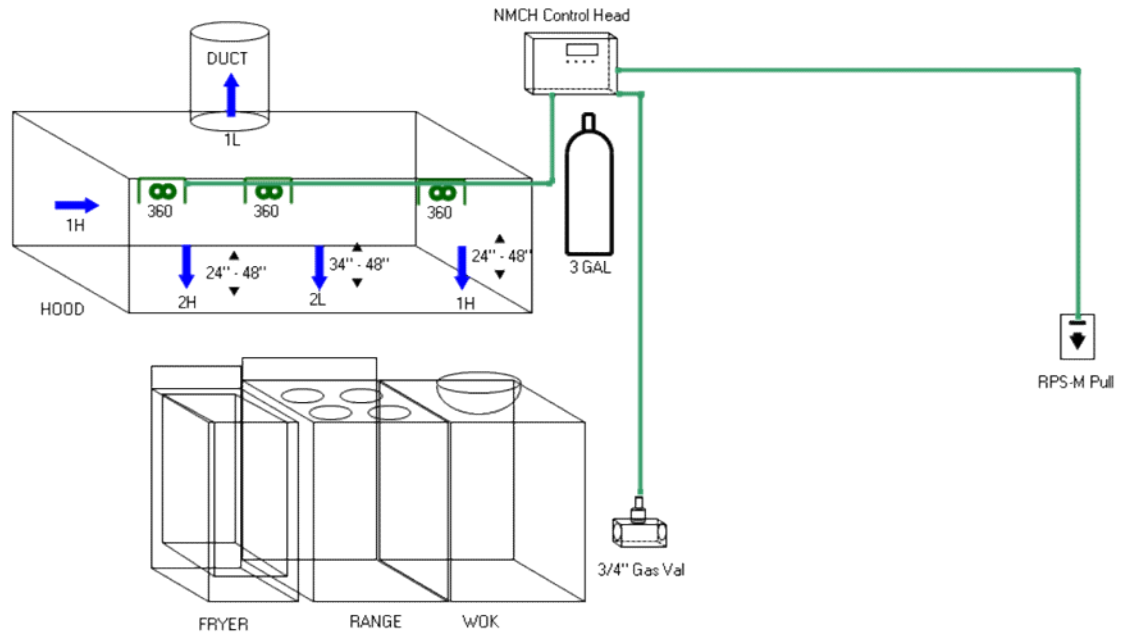 NMCH Control Head
DUCT
1L
360
360
360
1H
24" - 48"
34" - 48"
24" - 48"
2H
2L
1H
3 GAL
HOOD
RPS-M Pull
3/4" Gas Val
FRYER
RANGE
WOK